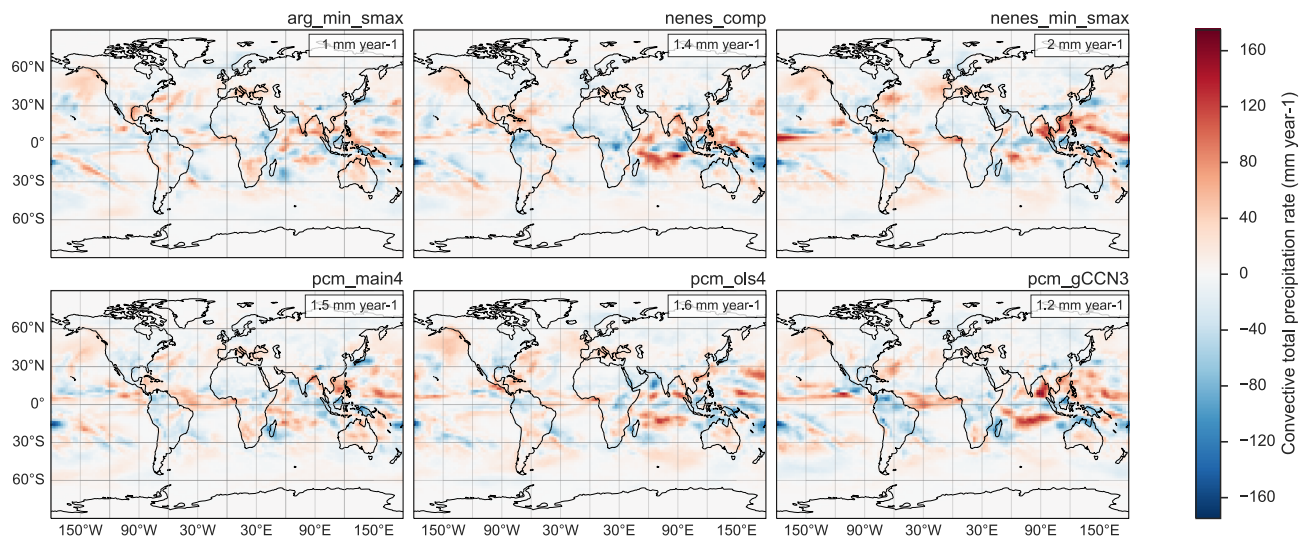 arg_min_smax
nenes_comp
nenes_min_smax
1 mm year-1
1.4 mm year-1
2 mm year-1
60°N
30°N
0°
30°S
60°S
pcm_main4
pcm_ols4
pcm_gCCN3
1.5 mm year-1
1.6 mm year-1
1.2 mm year-1
60°N
30°N
0°
30°S
60°S
150°W 90°W 30°W 30°E 90°E 150°E
150°W 90°W 30°W 30°E 90°E 150°E
150°W 90°W 30°W 30°E 90°E 150°E
160
120
80
40
0
−40
−80
−120
−160
Convective total precipitation rate (mm year-1)